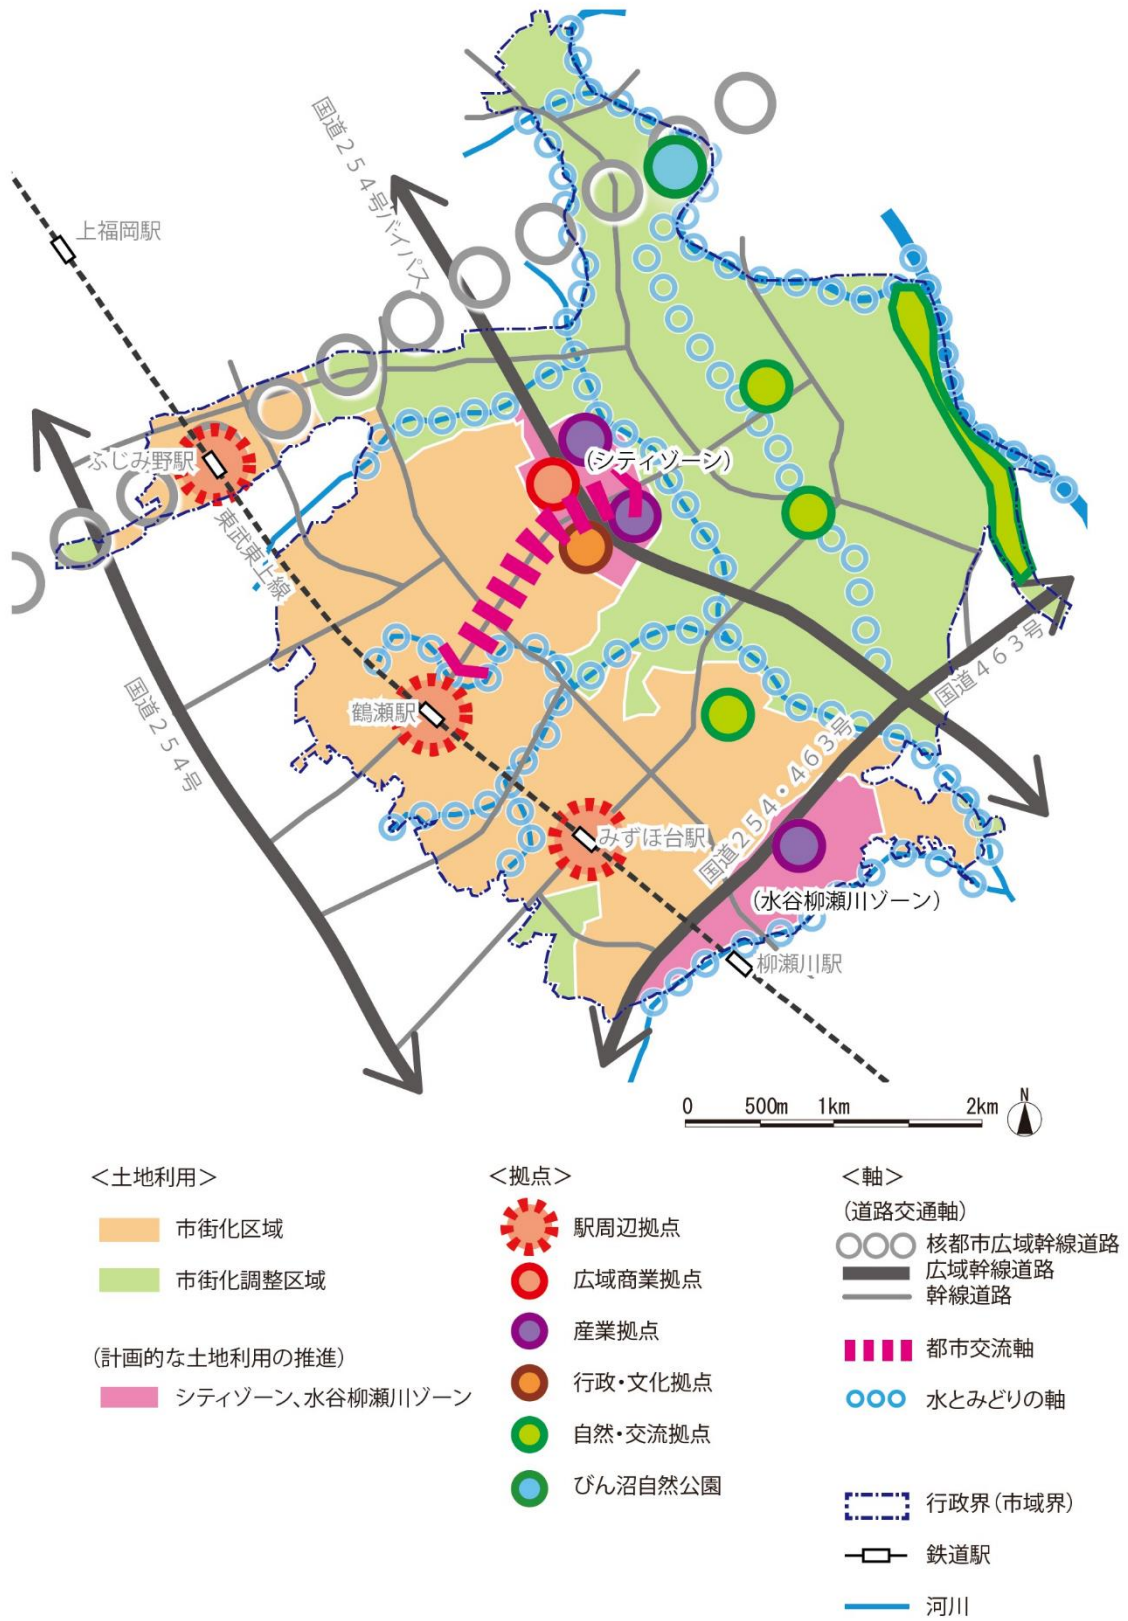 国道２５４号バイパス
上福岡駅
ふじみ野駅
(シティゾーン)
東武東上線
国道２５４号
鶴瀬駅
国道４６３号
国道２５４・４６３号
みずほ台駅
(水谷柳瀬川ゾーン)
柳瀬川駅
0 500m 1km 2km N
＜土地利用＞
市街化区域
市街化調整区域
(計画的な土地利用の推進)
シティゾーン、水谷柳瀬川ゾーン
＜拠点＞
駅周辺拠点
広域商業拠点
産業拠点
行政・文化拠点
自然・交流拠点
びん沼自然公園
＜軸＞
(道路交通軸)
核都市広域幹線道路
広域幹線道路
幹線道路
都市交流軸
水とみどりの軸
行政界(市域界)
鉄道駅
河川